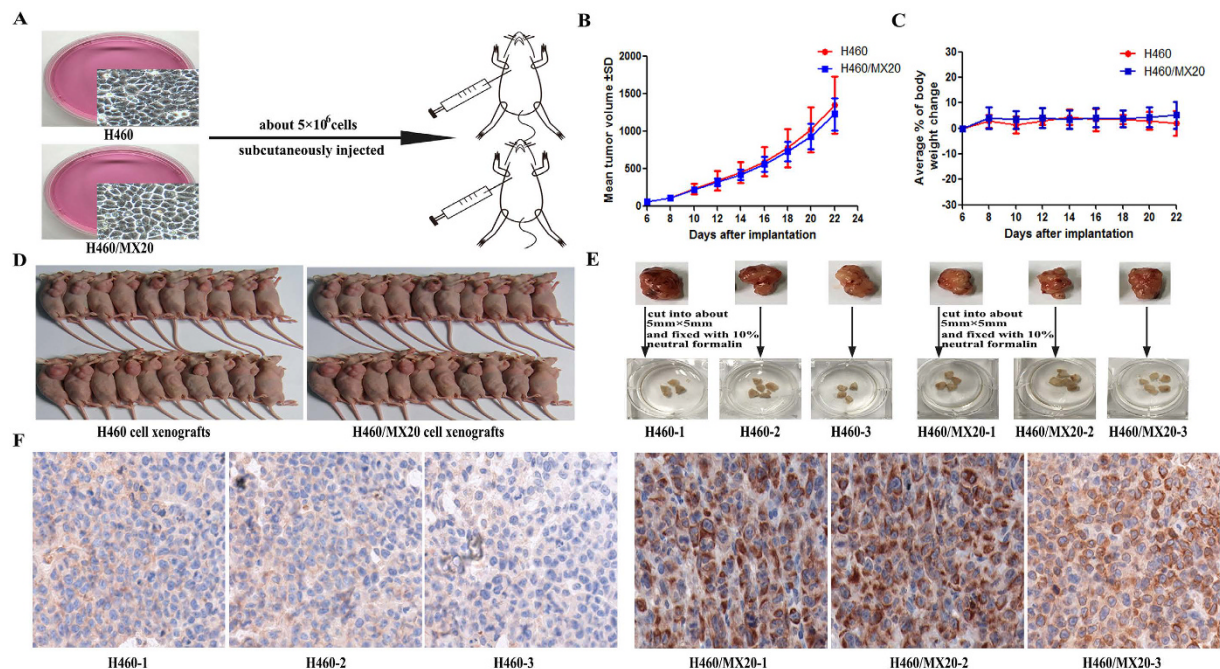 A
H460
H460/MX20
about 5×10⁶cells
subcutaneously injected
B
Mean tumor volume ±SD
2000
1500
1000
500
0
6 8 10 12 14 16 18 20 22 24
Days after implantation
H460
H460/MX20
C
Average % of body
weight change
30
20
10
0
-10
-20
-30
6 8 10 12 14 16 18 20 22
Days after implantation
H460
H460/MX20
D
H460 cell xenografts
H460/MX20 cell xenografts
E
cut into about
5mm×5mm
and fixed with 10%
neutral formalin
cut into about
5mm×5mm
and fixed with 10%
neutral formalin
H460-1
H460-2
H460-3
H460/MX20-1
H460/MX20-2
H460/MX20-3
F
H460-1
H460-2
H460-3
H460/MX20-1
H460/MX20-2
H460/MX20-3